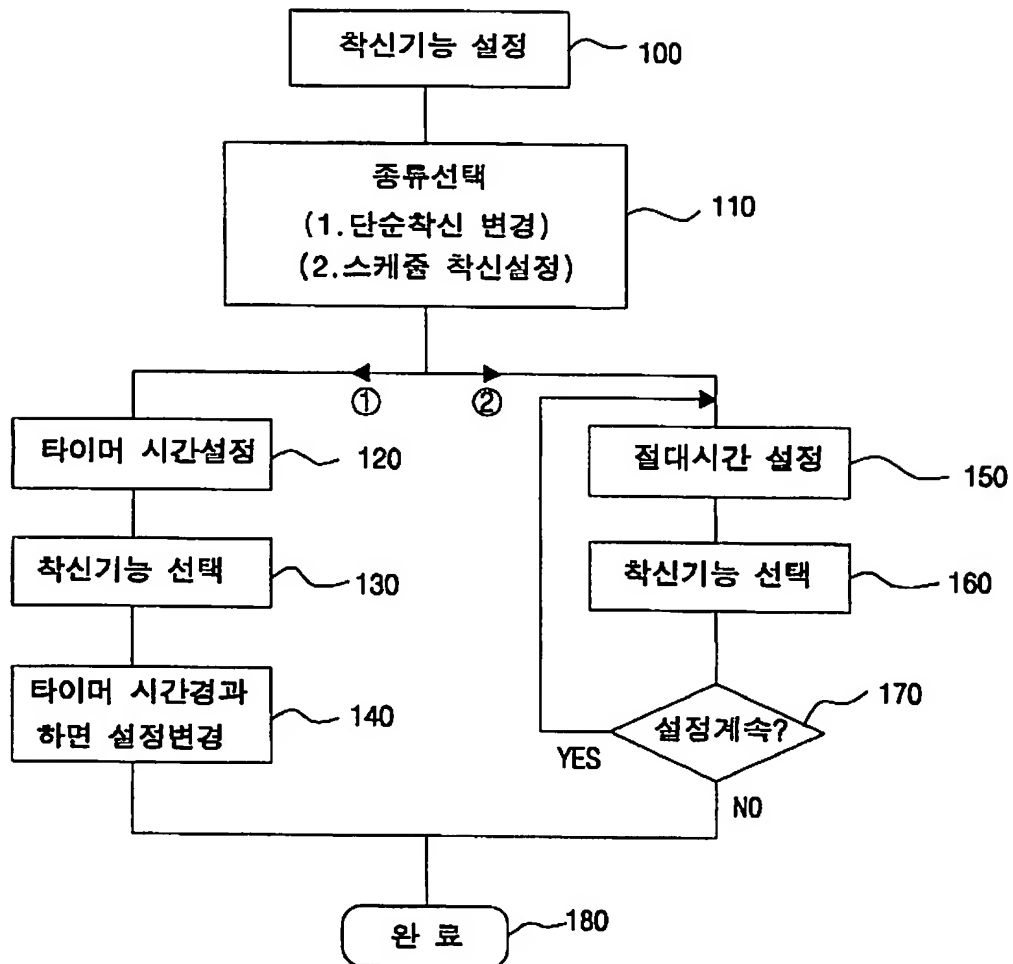 착신기능 설정
100
종류선택
(1.단순착신 변경)
(2.스케줄 착신설정)
110
①
②
타이머 시간설정
120
착신기능 선택
130
타이머 시간경과
하면 설정변경
140
절대시간 설정
150
착신기능 선택
160
설정계속?
170
YES
NO
완 료
180